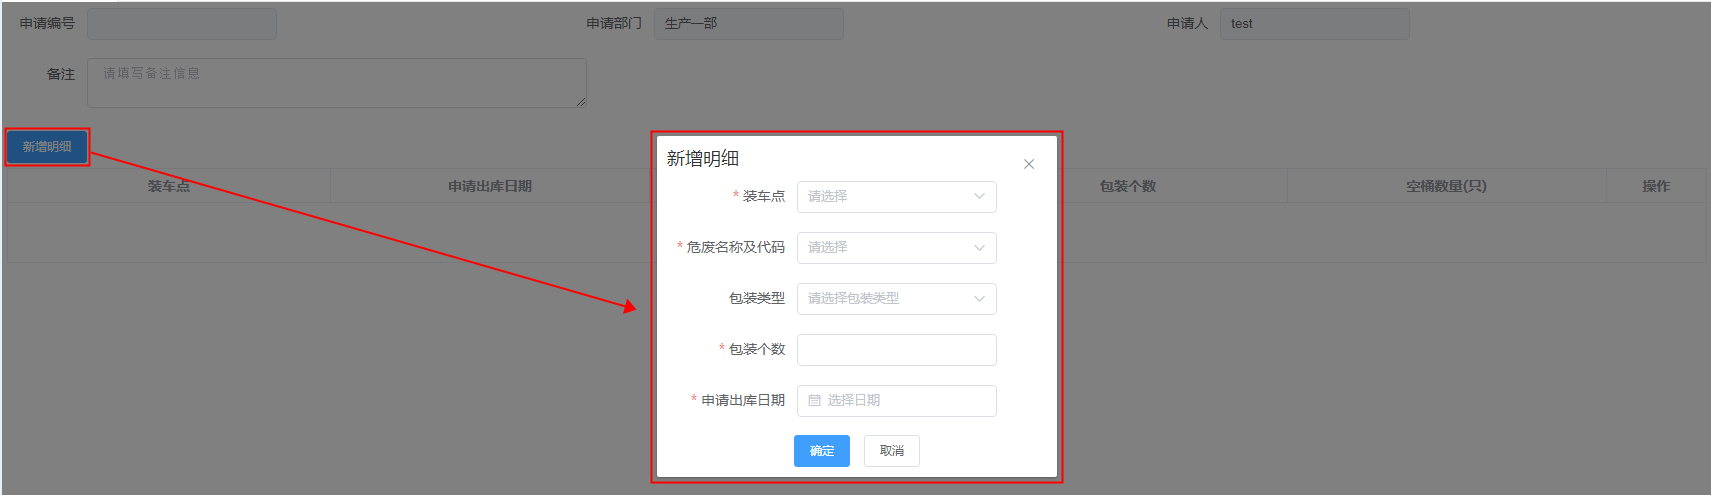 申请编号 申请部门 生产一部 申请人 test
备注 请填写备注信息
新增明细
装车点 申请出库日期 包装个数 空桶数量(只) 操作
新增明细
* 装车点 请选择
* 危废名称及代码 请选择
包装类型 请选择包装类型
* 包装个数
* 申请出库日期 选择日期
确定 取消